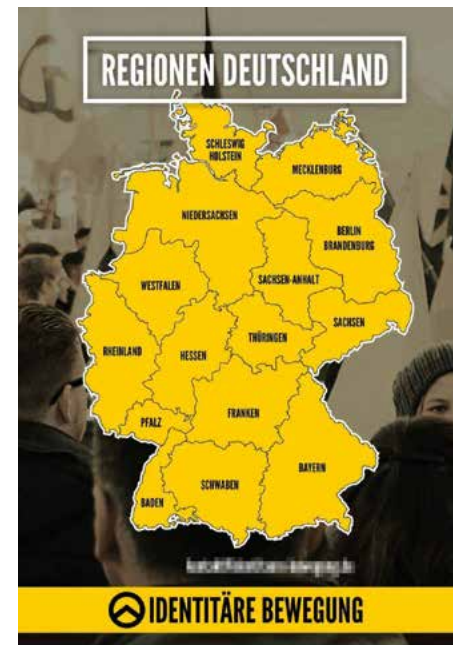 REGIONEN DEUTSCHLAND
SCHLESWIG
HOLSTEIN
MECKLENBURG
NIEDERSACHSEN
BERLIN
BRANDENBURG
WESTFALEN
SACHSEN-ANHALT
SACHSEN
THÜRINGEN
RHEINLAND
HESSEN
FRANKEN
PFALZ
BAYERN
SCHWABEN
BADEN
IDENTITÄRE BEWEGUNG